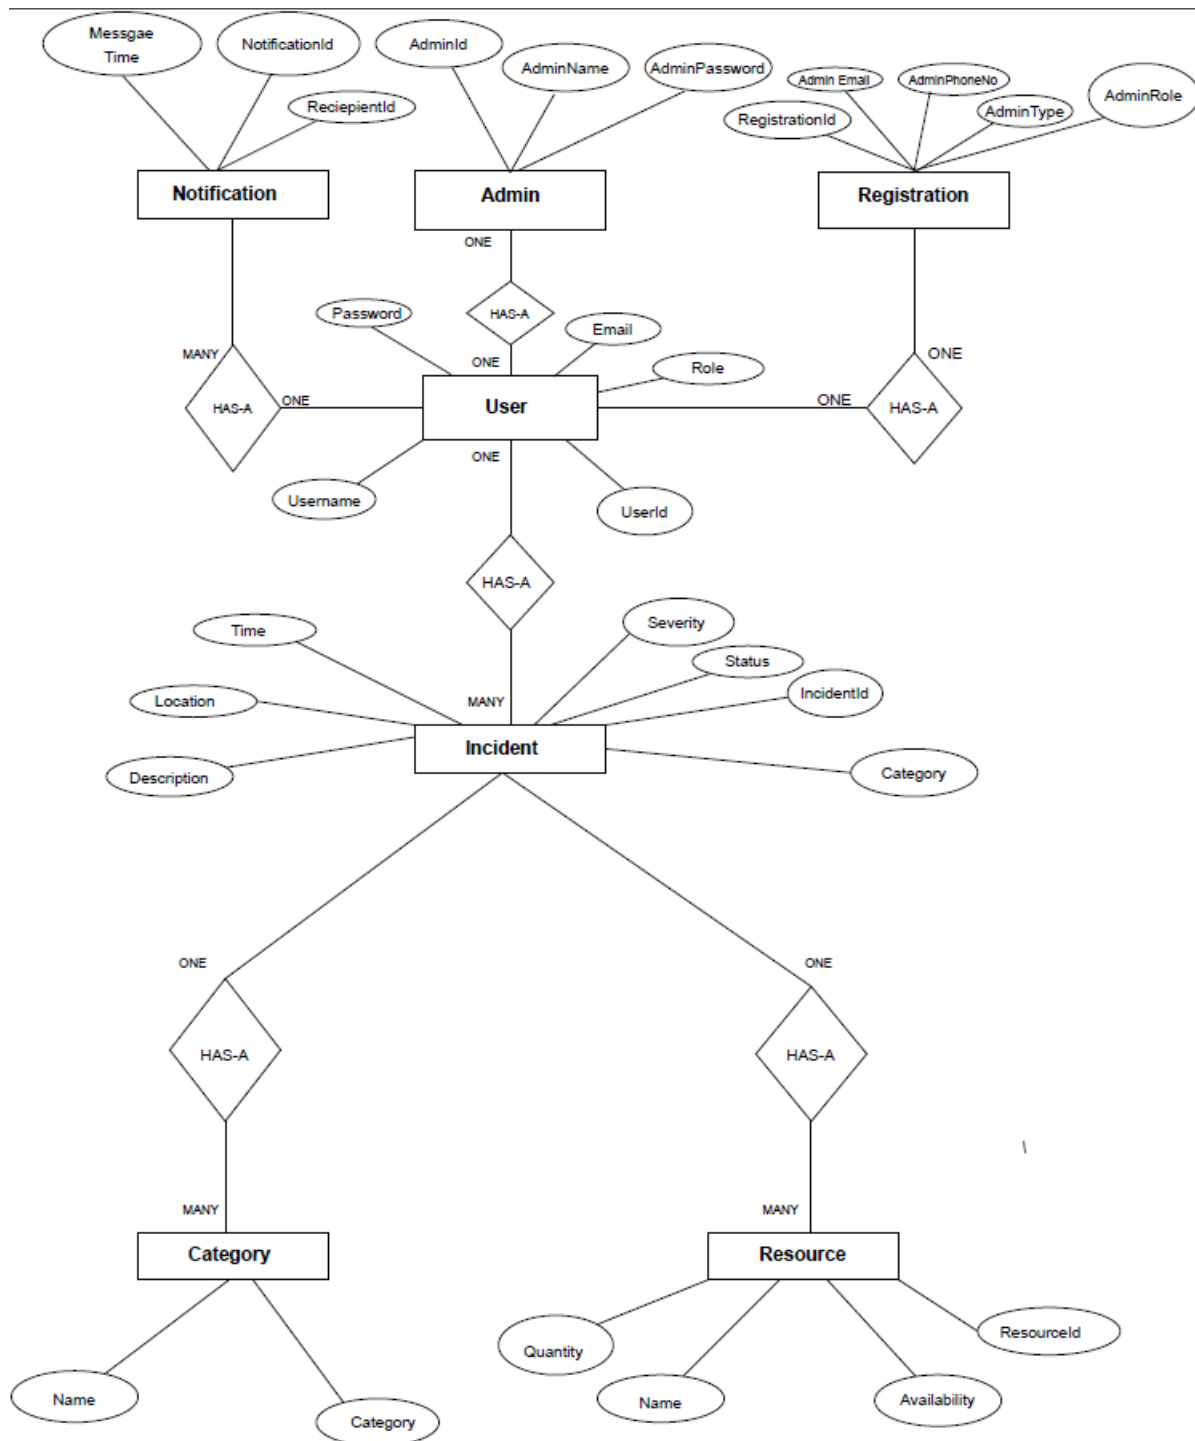 Messgae
Time
NotificationId
ReciepientId
AdminId
AdminName
AdminPassword
Admin Email
AdminPhoneNo
AdminRole
RegistrationId
AdminType
Notification
Admin
Registration
ONE
HAS-A
Password
Email
MANY
ONE
ONE
Role
HAS-A
ONE
User
ONE
HAS-A
ONE
Username
UserId
HAS-A
Time
Severity
Status
Location
MANY
IncidentId
Incident
Description
Category
ONE
ONE
HAS-A
HAS-A
MANY
MANY
Category
Resource
Quantity
ResourceId
Name
Name
Availability
Category